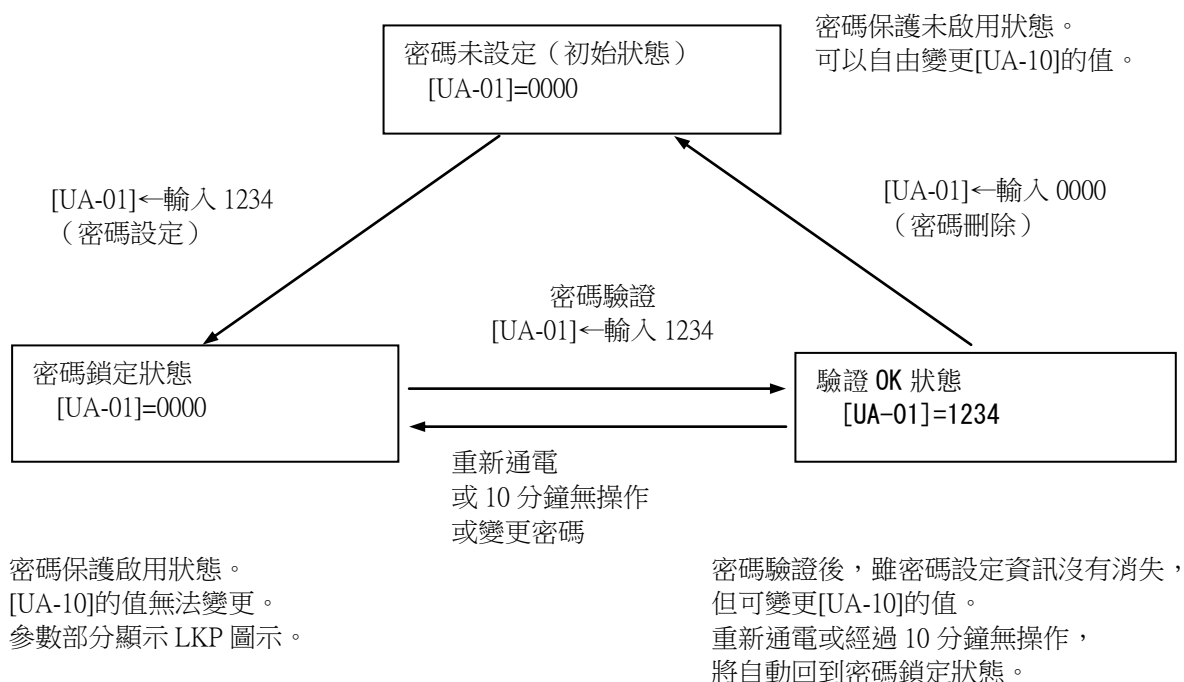 密碼保護未啟用狀態。
可以自由變更[UA-10]的值。
密碼未設定（初始狀態）
[UA-01]=0000
[UA-01]←輸入 1234
（密碼設定）
[UA-01]←輸入 0000
（密碼刪除）
密碼驗證
[UA-01]←輸入 1234
密碼鎖定狀態
[UA-01]=0000
驗證 OK 狀態
[UA-01]=1234
重新通電
或 10 分鐘無操作
或變更密碼
密碼保護啟用狀態。
[UA-10]的值無法變更。
參數部分顯示 LKP 圖示。
密碼驗證後，雖密碼設定資訊沒有消失，
但可變更[UA-10]的值。
重新通電或經過 10 分鐘無操作，
將自動回到密碼鎖定狀態。